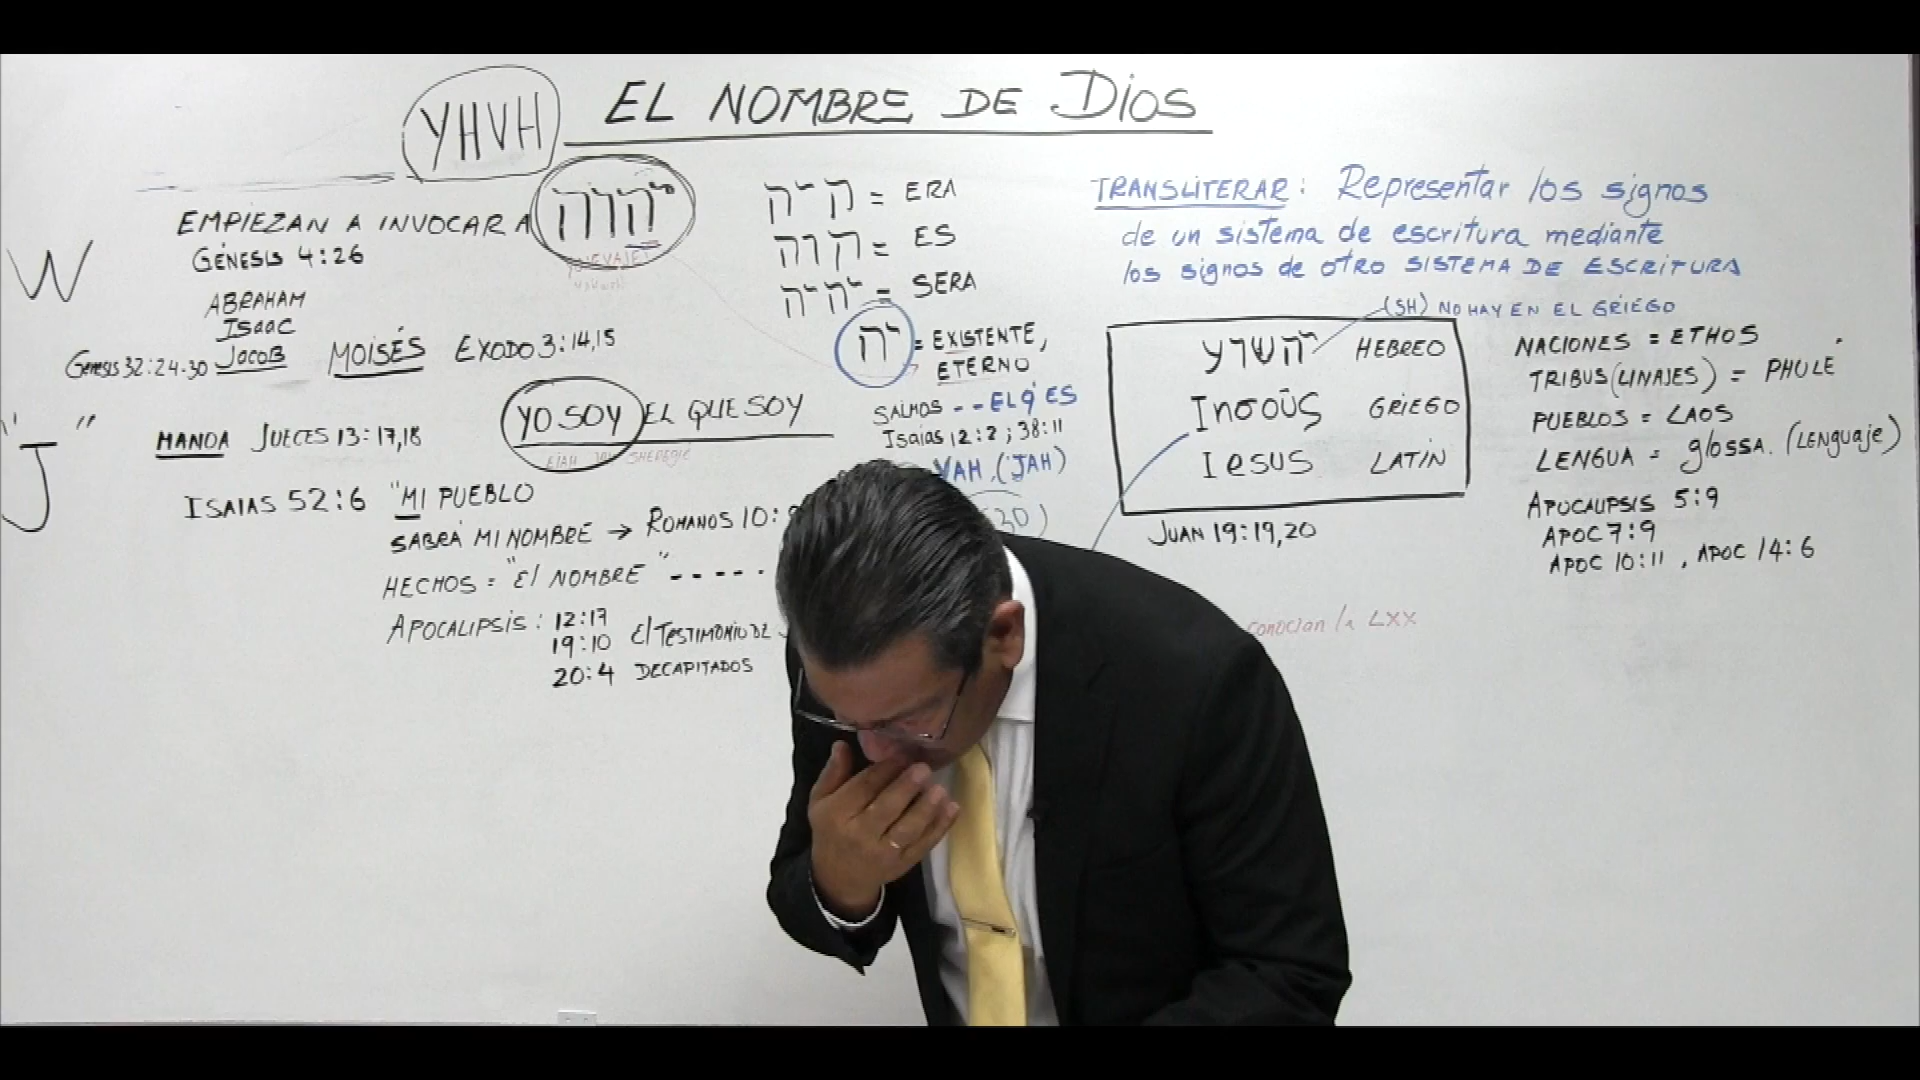 YHVH
EL NOMBRE DE DIOS
EMPIEZAN A INVOCAR A יהוה
GÉNESIS 4:26
W
ABRAHAM
ISAAC
Genesis 32:24-30 JACOB MOISÉS EXODO 3:14,15
YO SOY EL QUE SOY
"J"
MANOA JUECES 13:17,18
ISAIAS 52:6 "MI PUEBLO
SABRÁ MI NOMBRE → ROMANOS 10:
HECHOS = "El NOMBRE" - - - - -
APOCALIPSIS : 12:17
19:10 El TESTIMONIO DE
20:4 DECAPITADOS
היה = ERA
הוה = ES
יהיה = SERA
יה = EXISTENTE,
ETERNO
SALMOS - - EL Q' ES
Isaías 12:2 ; 38:11
YAH, (JAH)
TRANSLITERAR : Representar los signos
de un sistema de escritura mediante
los signos de otro SISTEMA DE ESCRITURA
(SH) NO HAY EN EL GRIEGO
יהשוע HEBREO
Ιησοῦς GRIEGO
Iesus LATIN
JUAN 19:19,20
conocian la LXX
NACIONES = ETHOS
TRIBUS (LINAJES) = PHULÉ
PUEBLOS = LAOS
LENGUA = glossa. (LENguaje)
APOCALIPSIS 5:9
APOC 7:9
APOC 10:11 , APOC 14:6